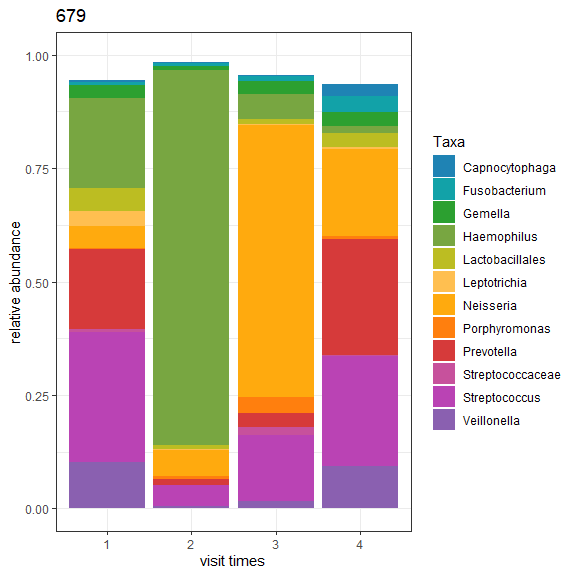 679
1.00
0.75
0.50
0.25
0.00
relative abundance
1 2 3 4
visit times
Taxa
Capnocytophaga
Fusobacterium
Gemella
Haemophilus
Lactobacillales
Leptotrichia
Neisseria
Porphyromonas
Prevotella
Streptococcaceae
Streptococcus
Veillonella